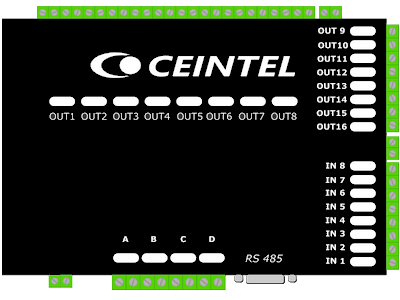 OUT 9
OUT10
OUT11
OUT12
OUT13
OUT14
OUT15
OUT16
CEINTEL
OUT1 OUT2 OUT3 OUT4 OUT5 OUT6 OUT7 OUT8
IN 8
IN 7
IN 6
IN 5
IN 4
IN 3
IN 2
IN 1
A B C D
RS 485